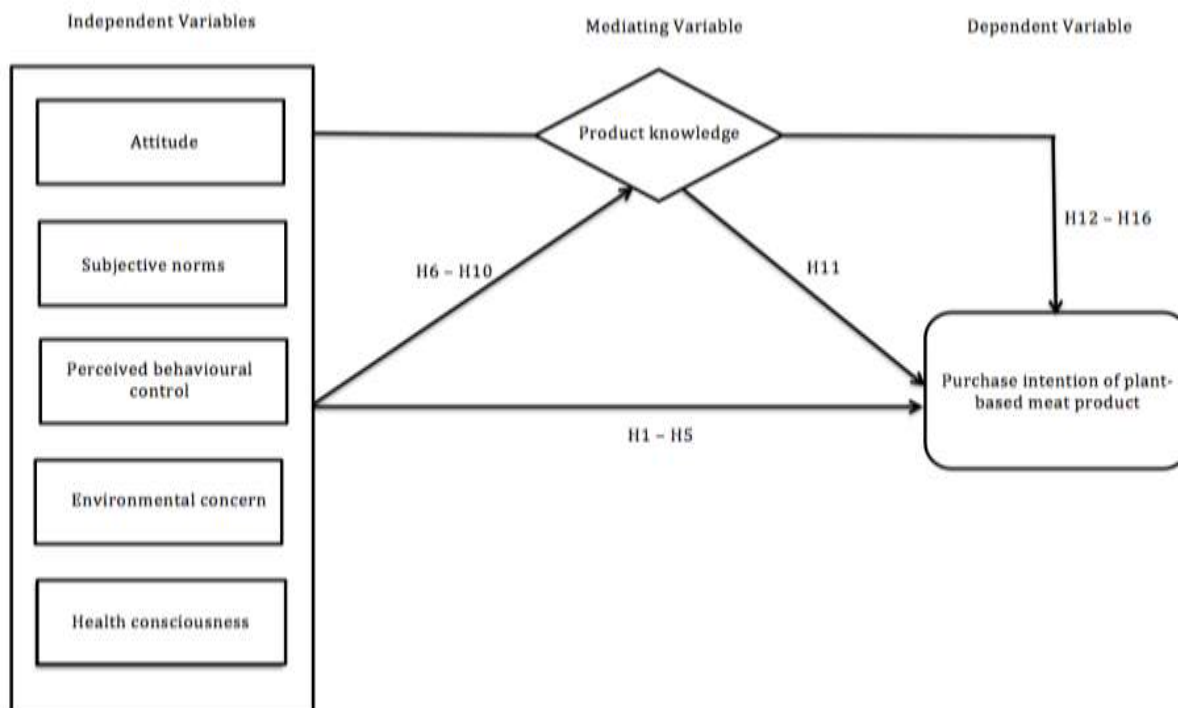 Independent Variables
Mediating Variable
Dependent Variable
Attitude
Subjective norms
Perceived behavioural
control
Environmental concern
Health consciousness
Product knowledge
H6 – H10
H11
H12 – H16
H1 – H5
Purchase intention of plant-
based meat product